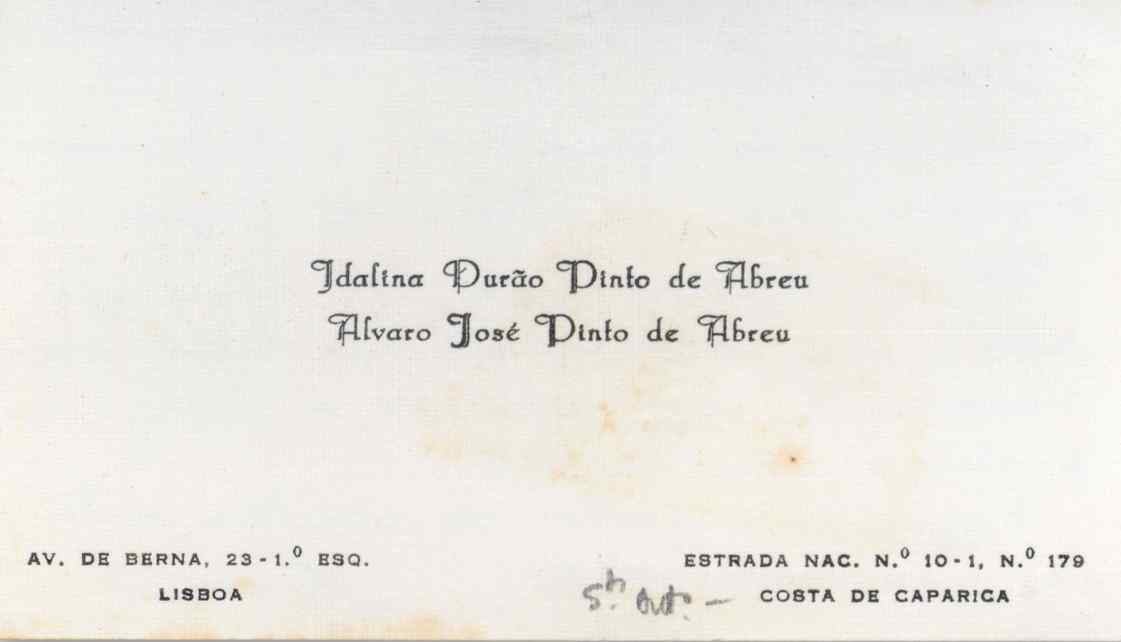 Idalina Durão Pinto de Abreu
Alvaro José Pinto de Abreu
AV. DE BERNA, 23-1.º ESQ.
LISBOA
ESTRADA NAC. N.º 10-1, N.º 179
COSTA DE CAPARICA